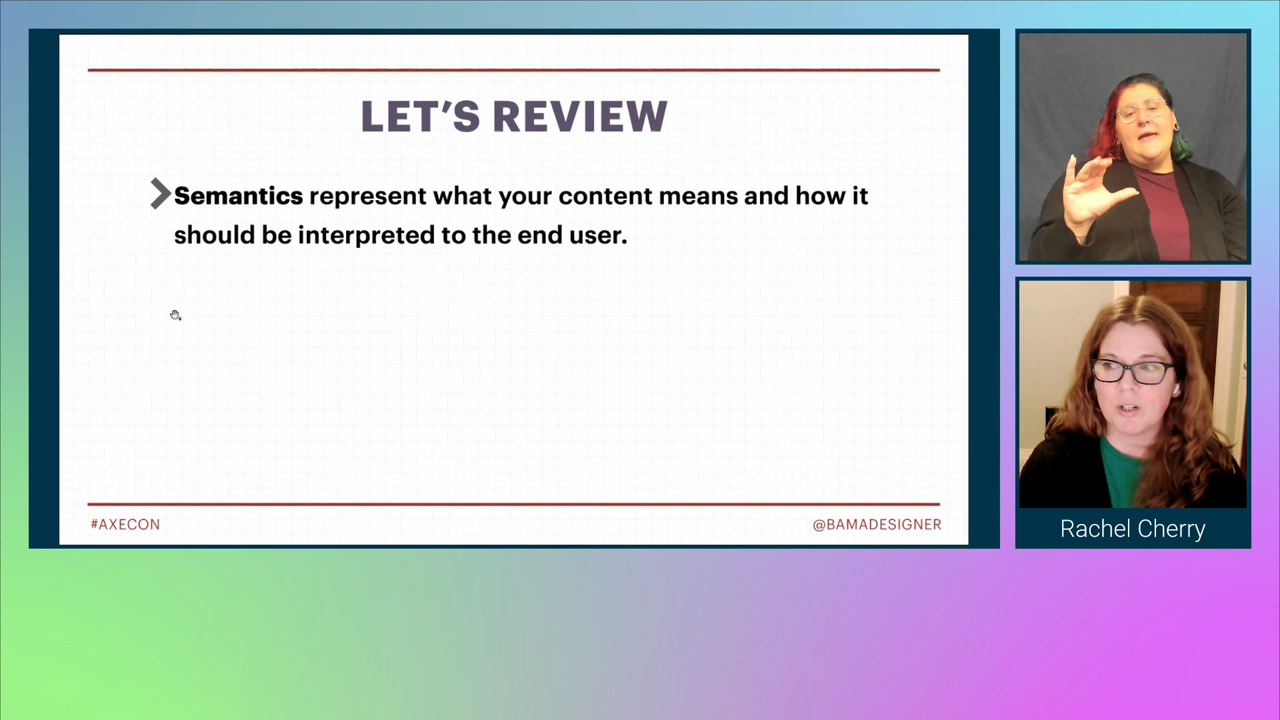 LET’S REVIEW
Semantics represent what your content means and how it
should be interpreted to the end user.
#AXECON
@BAMADESIGNER
Rachel Cherry